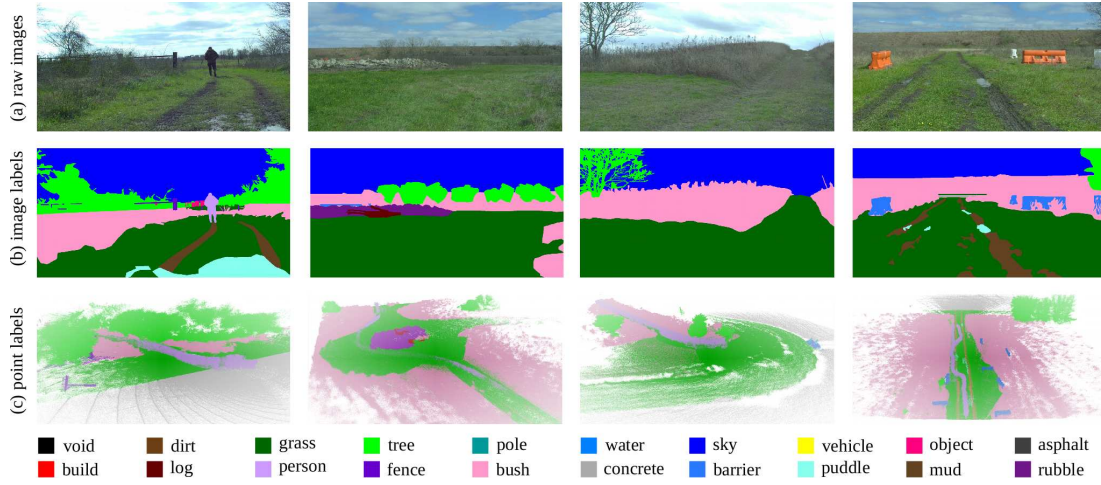 (a) raw images
(b) image labels
(c) point labels
void dirt grass tree pole water sky vehicle object asphalt
build log person fence bush concrete barrier puddle mud rubble